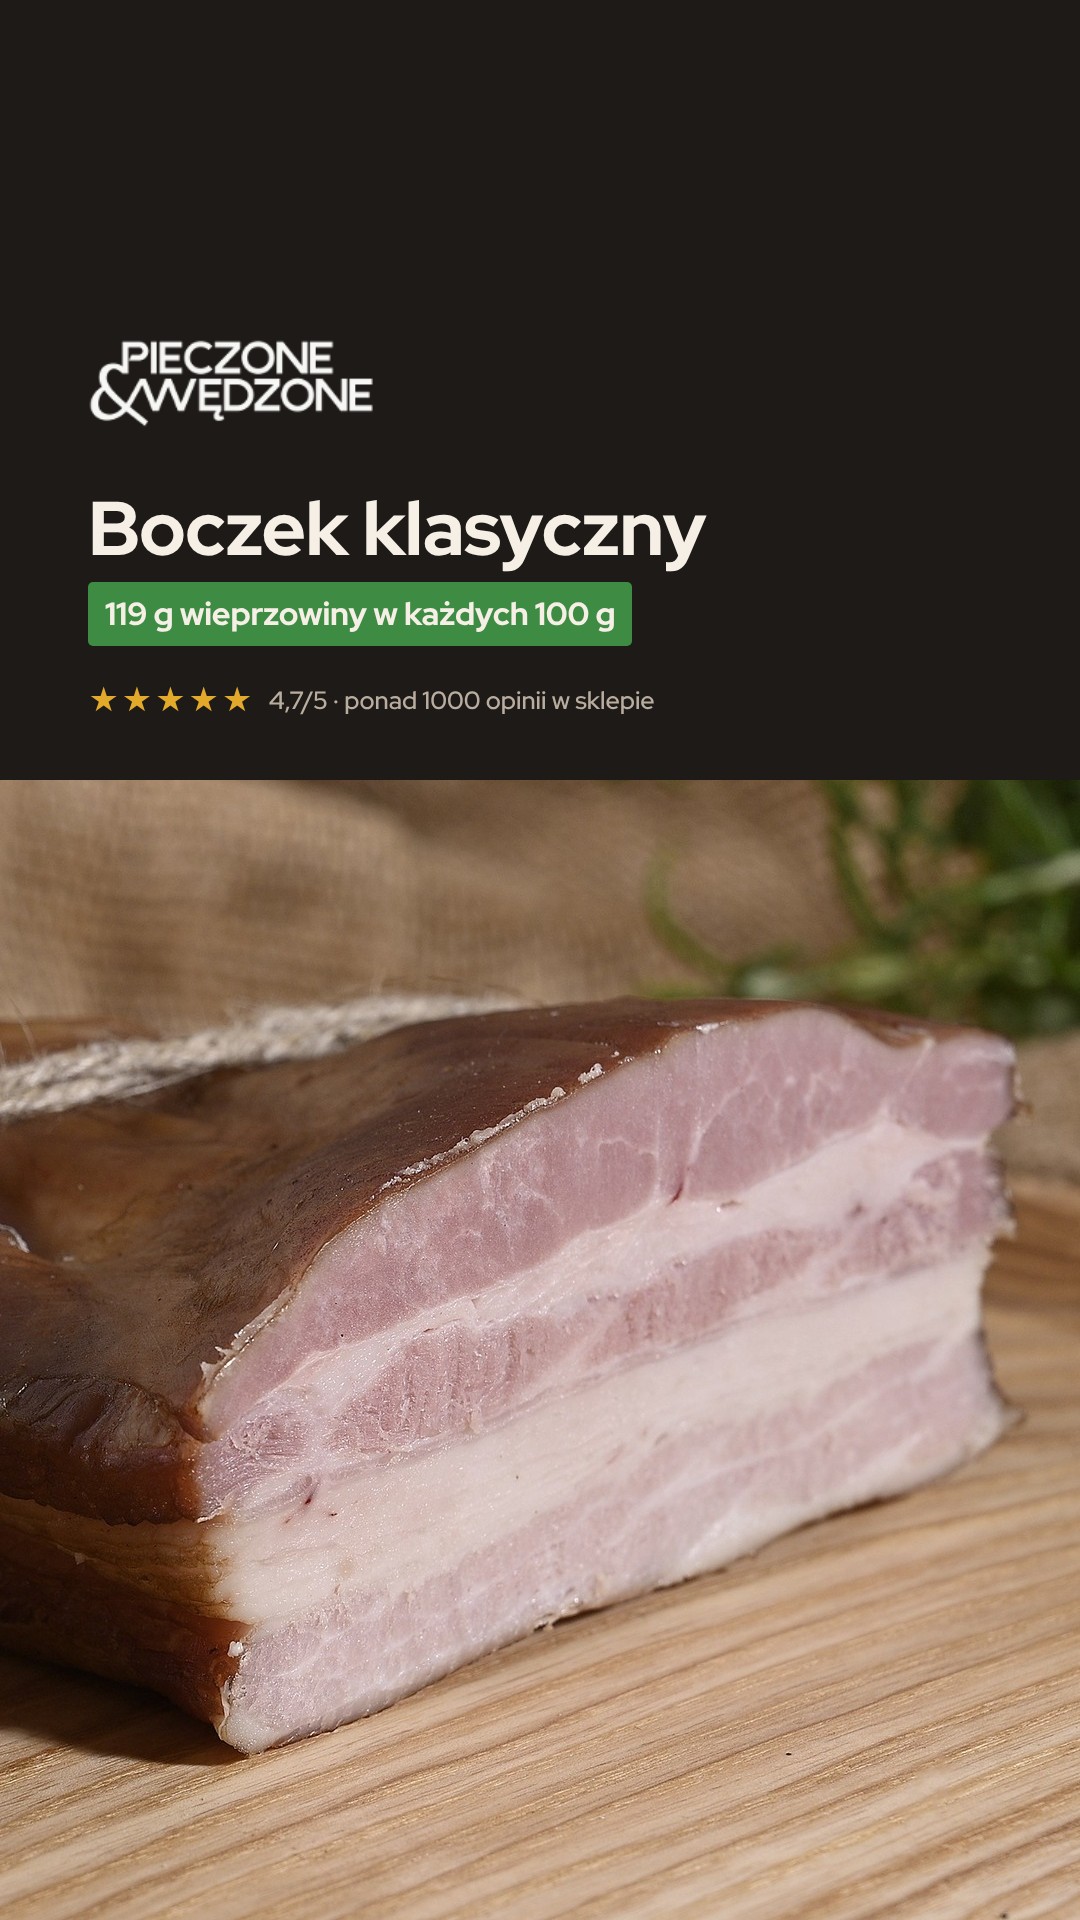 PIECZONE
&WĘDZONE
Boczek klasyczny
119 g wieprzowiny w każdych 100 g
★★★★★ 4,7/5 · ponad 1000 opinii w sklepie